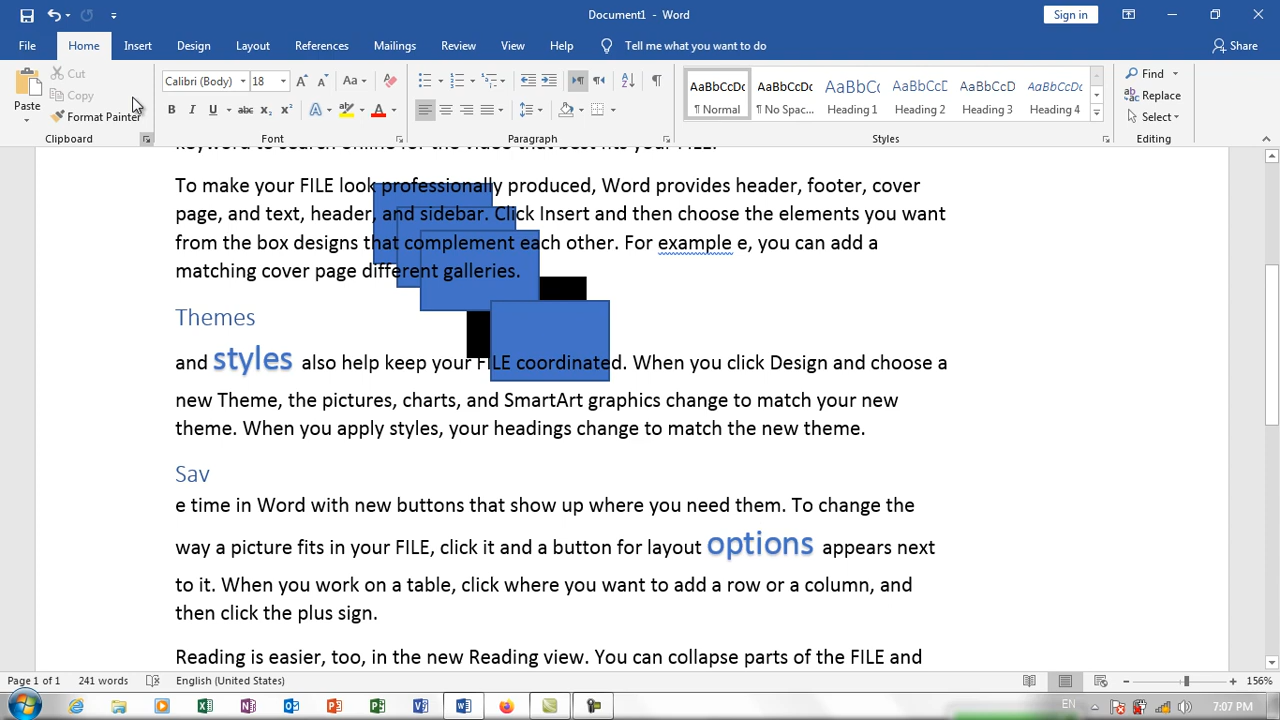 Document1 - Word
Sign in
File Home Insert Design Layout References Mailings Review View Help Tell me what you want to do Share
Paste
Cut
Copy
Format Painter
Clipboard
Calibri (Body) 18
Font
Paragraph
AaBbCcDc ¶ Normal
AaBbCcDc ¶ No Spac...
AaBbCc Heading 1
AaBbCcD Heading 2
AaBbCcD Heading 3
AaBbCcD Heading 4
Styles
Find
Replace
Select
Editing
keyword to search online for the video that best fits your FILE.
To make your FILE look professionally produced, Word provides header, footer, cover
page, and text, header, and sidebar. Click Insert and then choose the elements you want
from the box designs that complement each other. For example e, you can add a
matching cover page different galleries.
Themes
and styles also help keep your FILE coordinated. When you click Design and choose a
new Theme, the pictures, charts, and SmartArt graphics change to match your new
theme. When you apply styles, your headings change to match the new theme.
Sav
e time in Word with new buttons that show up where you need them. To change the
way a picture fits in your FILE, click it and a button for layout options appears next
to it. When you work on a table, click where you want to add a row or a column, and
then click the plus sign.
Reading is easier, too, in the new Reading view. You can collapse parts of the FILE and
Page 1 of 1 241 words English (United States) 156%
EN 7:07 PM